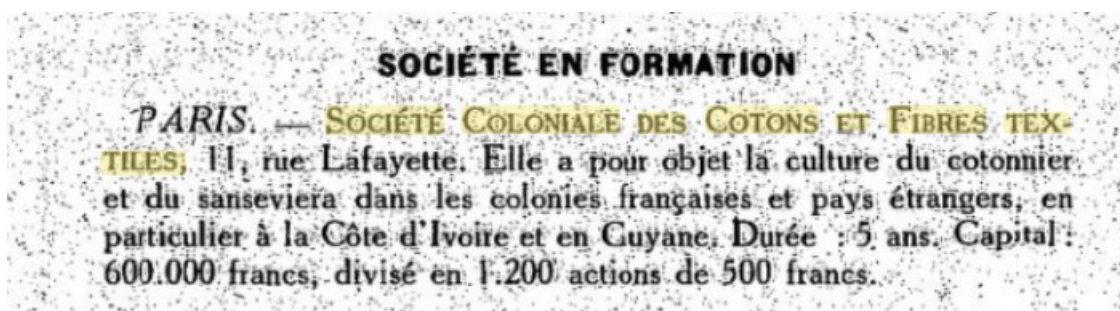 SOCIÉTÉ EN FORMATION
PARIS. — SOCIÉTÉ COLONIALE DES COTONS ET FIBRES TEX-
TILES, 11, rue Lafayette. Elle a pour objet la culture du cotonnier
et du sanseviera dans les colonies françaises et pays étrangers, en
particulier à la Côte d'Ivoire et en Guyane. Durée : 5 ans. Capital :
600.000 francs, divisé en 1.200 actions de 500 francs.